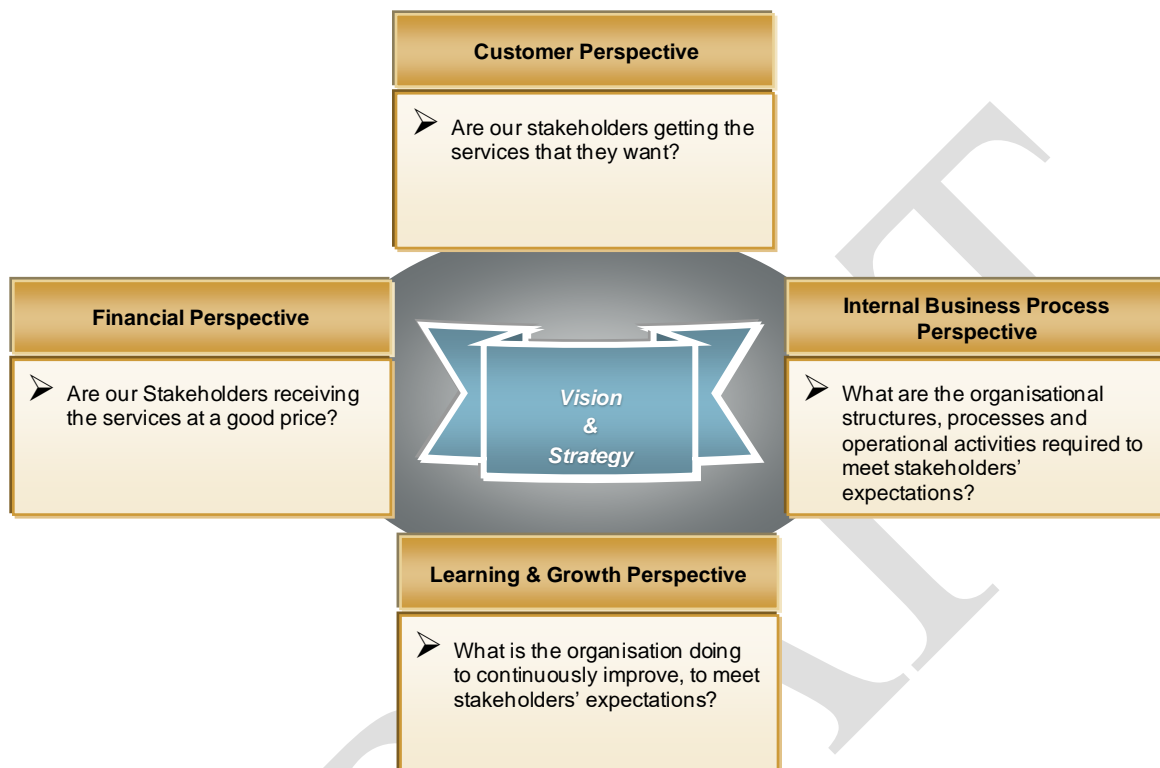 Customer Perspective
Are our stakeholders getting the
services that they want?
Financial Perspective
Are our Stakeholders receiving
the services at a good price?
Vision
&
Strategy
Internal Business Process
Perspective
What are the organisational
structures, processes and
operational activities required to
meet stakeholders’
expectations?
Learning & Growth Perspective
What is the organisation doing
to continuously improve, to meet
stakeholders’ expectations?